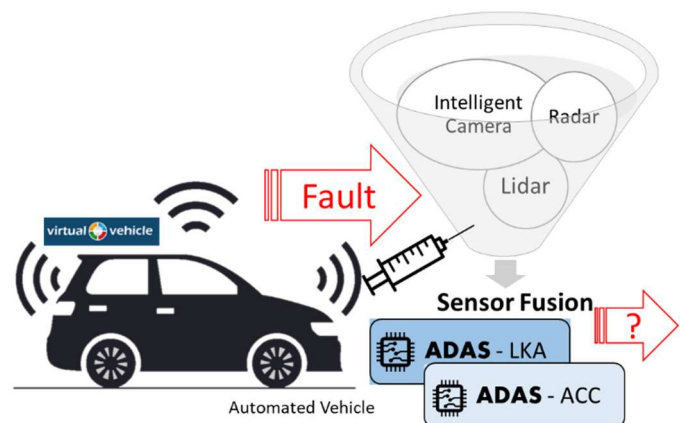 Intelligent
Camera
Radar
Lidar
Fault
virtual vehicle
Sensor Fusion
?
ADAS - LKA
ADAS - ACC
Automated Vehicle